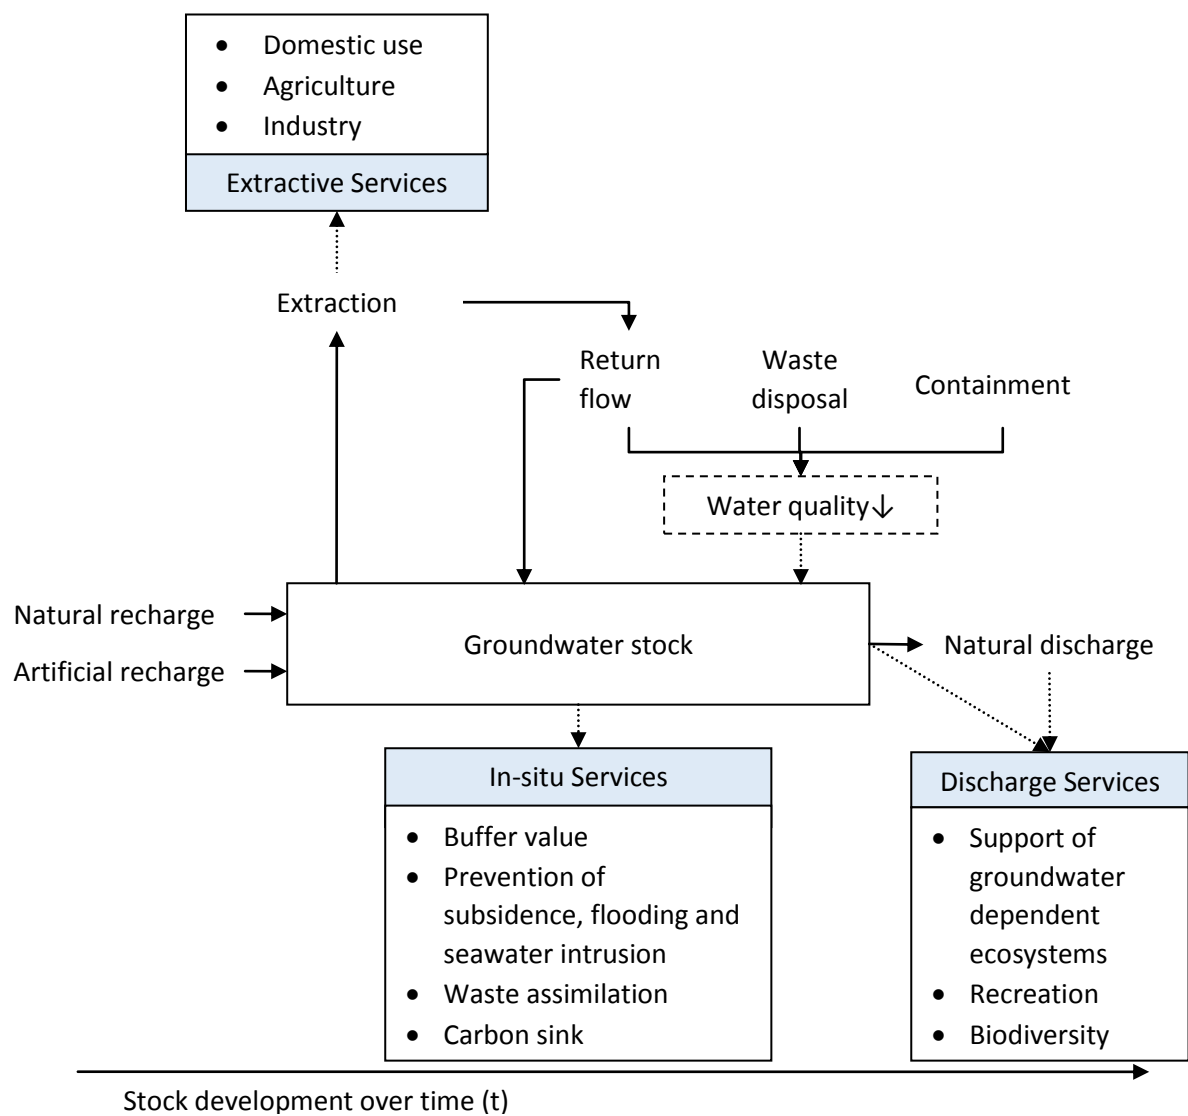 • Domestic use
• Agriculture
• Industry
Extractive Services
Extraction
Return
flow
Waste
disposal
Containment
Water quality↓
Natural recharge
Artificial recharge
Groundwater stock
Natural discharge
In-situ Services
• Buffer value
• Prevention of
subsidence, flooding and
seawater intrusion
• Waste assimilation
• Carbon sink
Discharge Services
• Support of
groundwater
dependent
ecosystems
• Recreation
• Biodiversity
Stock development over time (t)